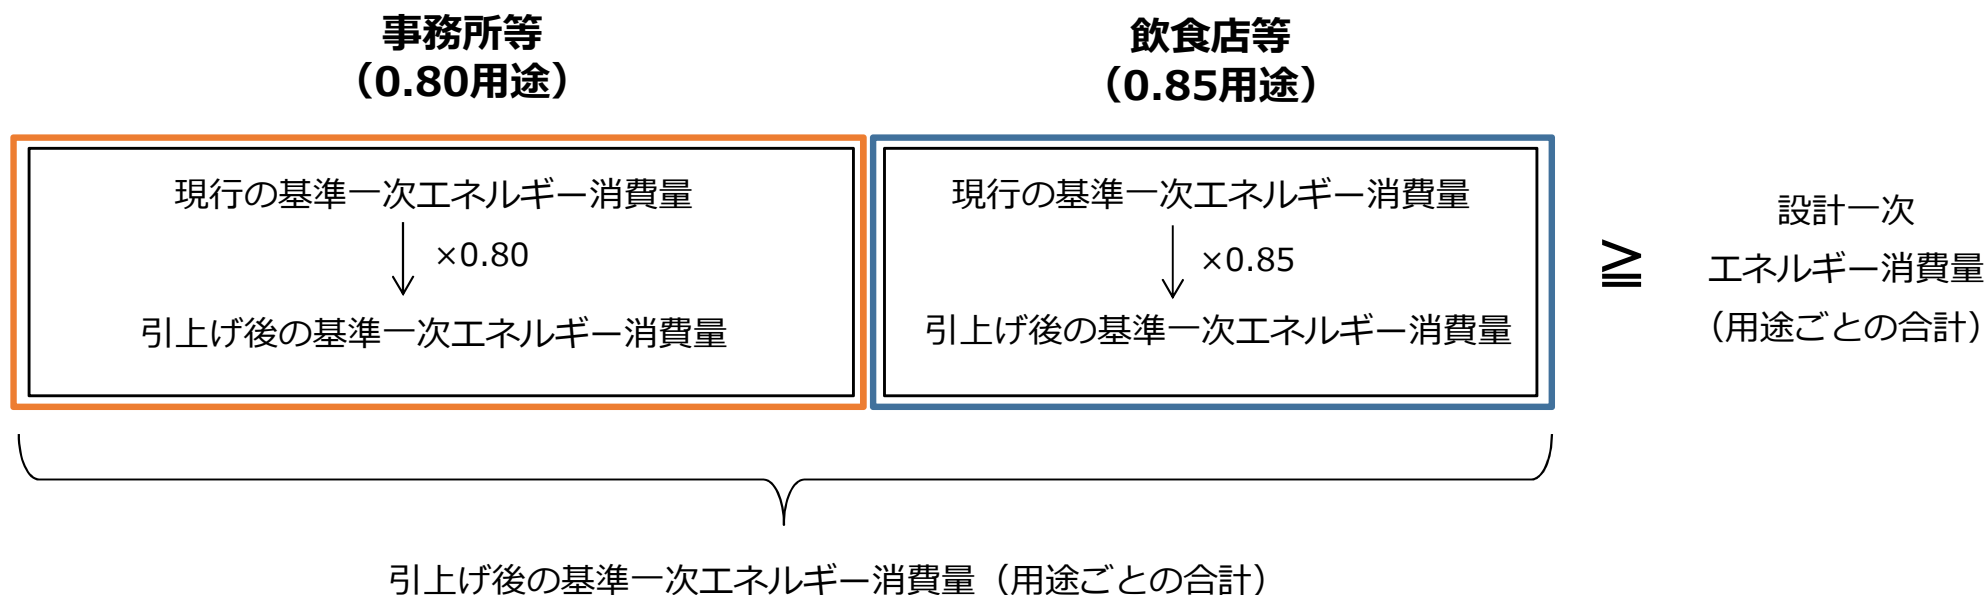 事務所等
（0.80用途）
現行の基準一次エネルギー消費量
×0.80
引上げ後の基準一次エネルギー消費量
飲食店等
（0.85用途）
現行の基準一次エネルギー消費量
×0.85
引上げ後の基準一次エネルギー消費量
≧
設計一次
エネルギー消費量
（用途ごとの合計）
引上げ後の基準一次エネルギー消費量（用途ごとの合計）